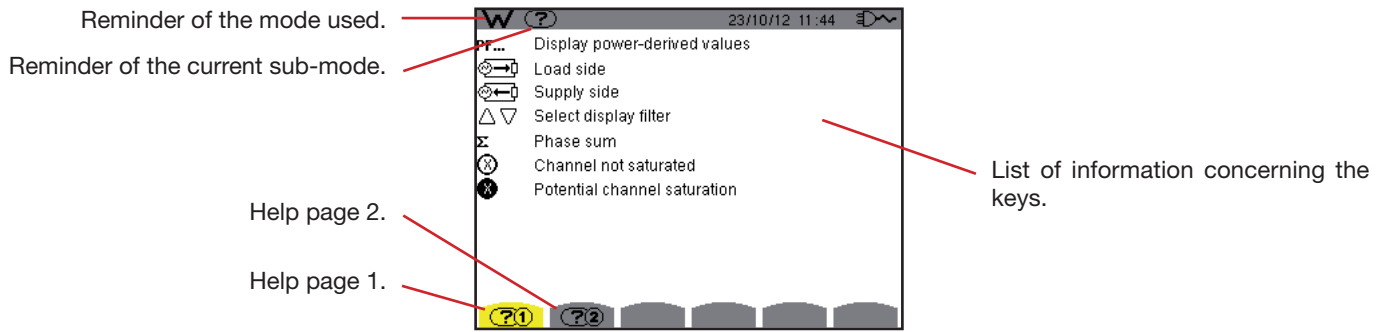 Reminder of the mode used.
W ? 23/10/12 11:44
PF... Display power-derived values
Reminder of the current sub-mode.
Load side
Supply side
Select display filter
Σ Phase sum
X Channel not saturated
X Potential channel saturation
List of information concerning the
keys.
Help page 2.
Help page 1.
?1 ?2